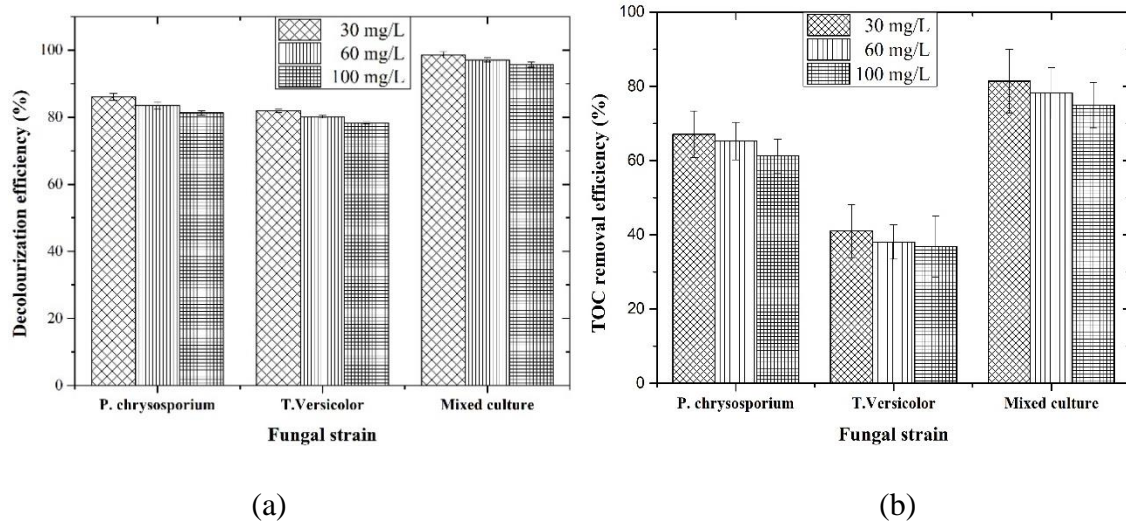 30 mg/L
60 mg/L
100 mg/L
100
80
60
40
20
0
Decolourization efficiency (%)
P. chrysosporium T.Versicolor Mixed culture
Fungal strain
(a)
30 mg/L
60 mg/L
100 mg/L
100
80
60
40
20
0
TOC removal efficiency (%)
P. chrysosporium T.Versicolor Mixed culture
Fungal strain
(b)